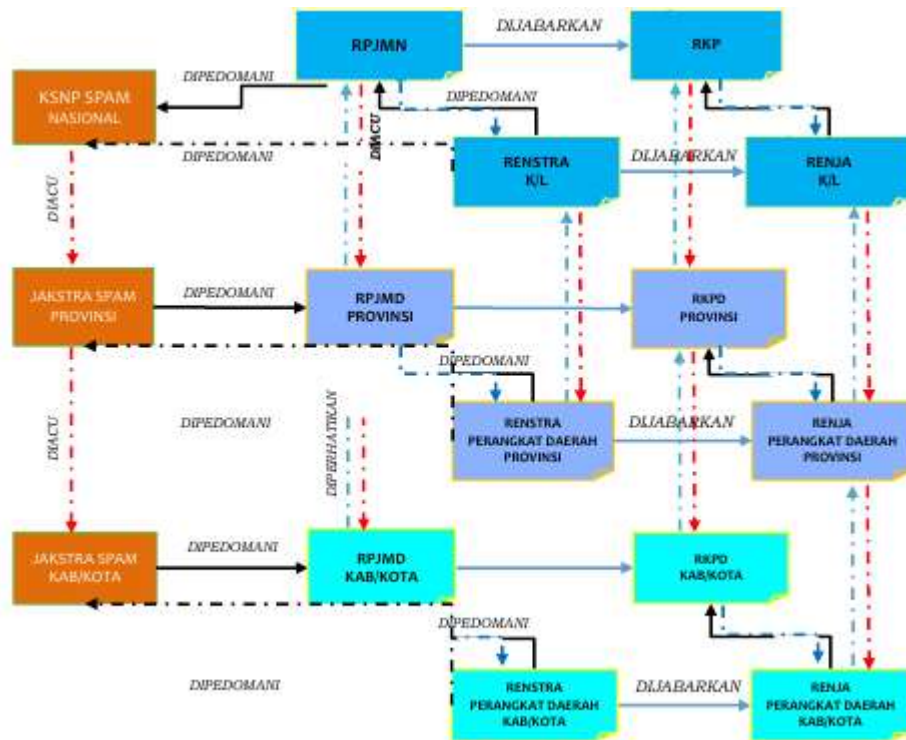 DIJABARKAN
RPJMN
RKP
DIPEDOMANI
KSNP SPAM
NASIONAL
DIPEDOMANI
DIACU
DIPEDOMANI
RENSTRA
K/L
DIJABARKAN
RENJA
K/L
DIACU
JAKSTRA SPAM
PROVINSI
DIPEDOMANI
RPJMD
PROVINSI
RKPD
PROVINSI
DIPEDOMANI
DIACU
DIPEDOMANI
DIPERHATIKAN
RENSTRA
PERANGKAT DAERAH
PROVINSI
DIJABARKAN
RENJA
PERANGKAT DAERAH
PROVINSI
JAKSTRA SPAM
KAB/KOTA
DIPEDOMANI
RPJMD
KAB/KOTA
RKPD
KAB/KOTA
DIPEDOMANI
DIPEDOMANI
RENSTRA
PERANGKAT DAERAH
KAB/KOTA
DIJABARKAN
RENJA
PERANGKAT DAERAH
KAB/KOTA